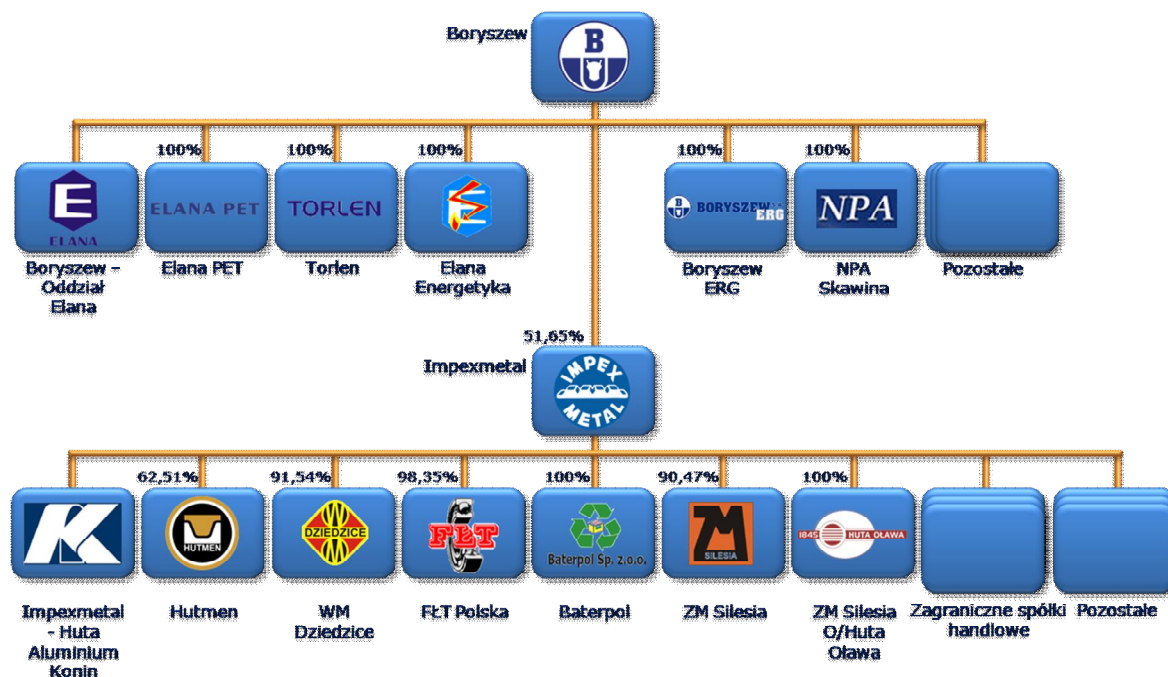 Boryszew
B
100%
100%
100%
100%
100%
E
ELANA
ELANA PET
TORLEN
BORYSZEW
ERG
NPA
Boryszew –
Oddział
Elana
Elana PET
Torlen
Elana
Energetyka
Boryszew
ERG
NPA
Skawina
Pozostałe
51,65%
Impexmetal
IMPEX
METAL
62,51%
91,54%
98,35%
100%
90,47%
100%
K
HUTMEN
DZIEDZICE
FŁT
Baterpol Sp. z.o.o.
ZM
SILESIA
1845
HUTA OŁAWA
Impexmetal
- Huta
Aluminium
Konin
Hutmen
WM
Dziedzice
FŁT Polska
Baterpol
ZM Silesia
ZM Silesia
O/Huta
Oława
Zagraniczne spółki
handlowe
Pozostałe